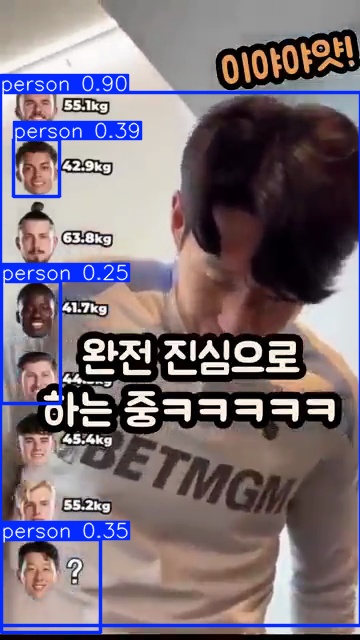 이야야얏!
person 0.90
55.1kg
person 0.39
42.9kg
63.8kg
person 0.25
41.7kg
완전 진심으로
하는 중ㅋㅋㅋㅋㅋ
45.4kg
BETMGM
55.2kg
person 0.35
?